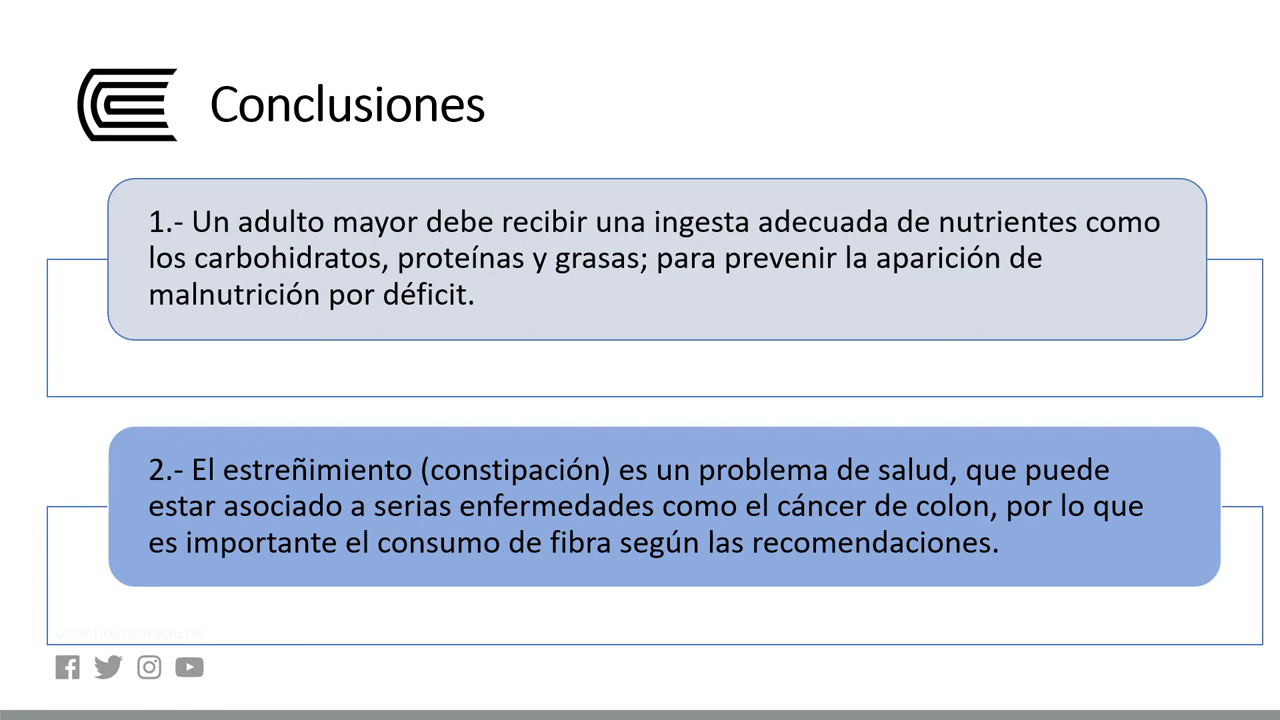 Conclusiones
1.- Un adulto mayor debe recibir una ingesta adecuada de nutrientes como
los carbohidratos, proteínas y grasas; para prevenir la aparición de
malnutrición por déficit.
2.- El estreñimiento (constipación) es un problema de salud, que puede
estar asociado a serias enfermedades como el cáncer de colon, por lo que
es importante el consumo de fibra según las recomendaciones.
ucontinental.edu.pe